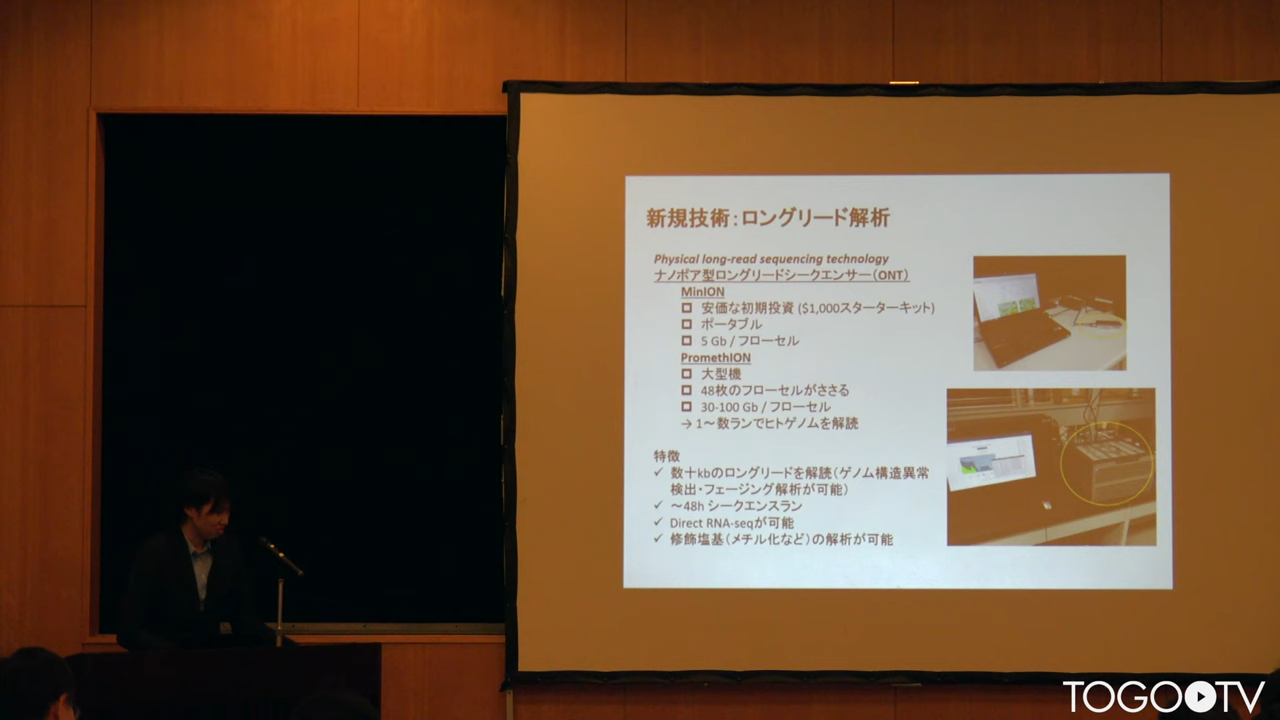 新規技術：ロングリード解析
Physical long-read sequencing technology
ナノポア型ロングリードシークエンサー（ONT）
MinION
安価な初期投資 ($1,000スターターキット)
ポータブル
5 Gb / フローセル
PromethION
大型機
48枚のフローセルがささる
30-100 Gb / フローセル
→ 1～数ランでヒトゲノムを解読
特徴
✓ 数十kbのロングリードを解読（ゲノム構造異常
検出・フェージング解析が可能）
✓ ～48h シークエンスラン
✓ Direct RNA-seqが可能
✓ 修飾塩基（メチル化など）の解析が可能
TOGOTV